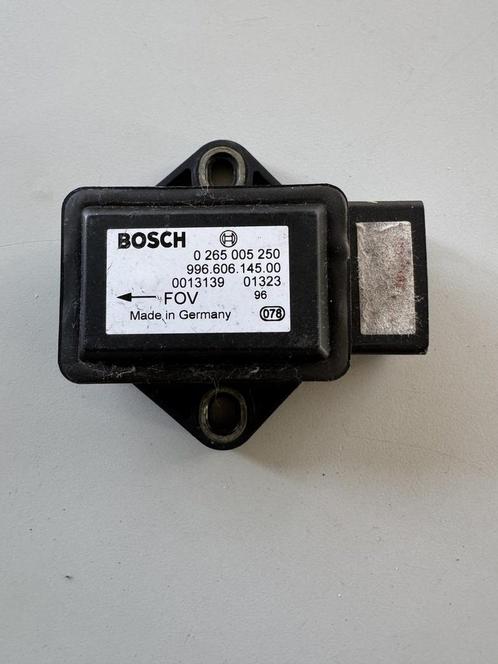 BOSCH
0 265 005 250
996.606.145.00
0013139 01323
FOV 96
Made in Germany 078